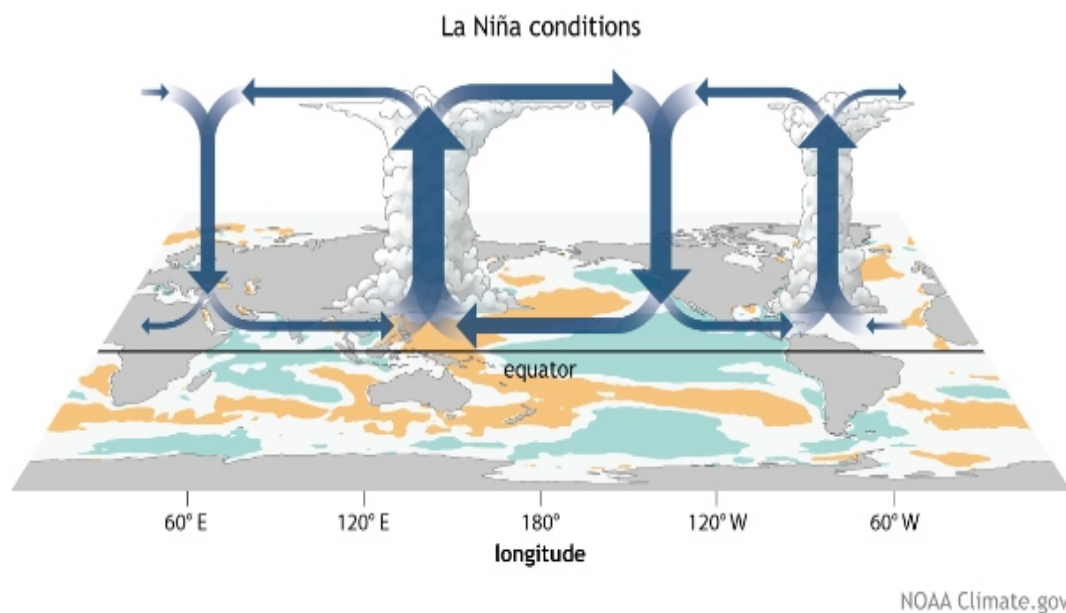 La Niña conditions
equator
60° E 120° E 180° 120° W 60° W
longitude
NOAA Climate.gov